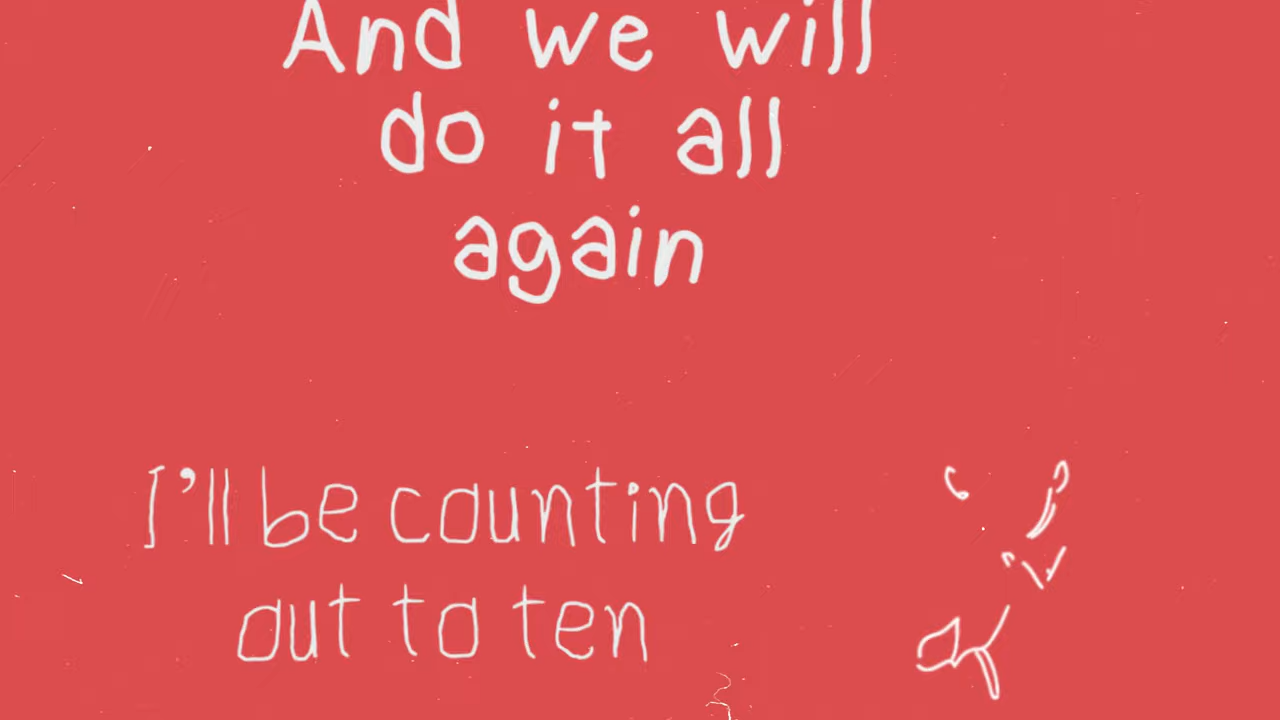 And we will
do it all
again
I'll be counting
out to ten